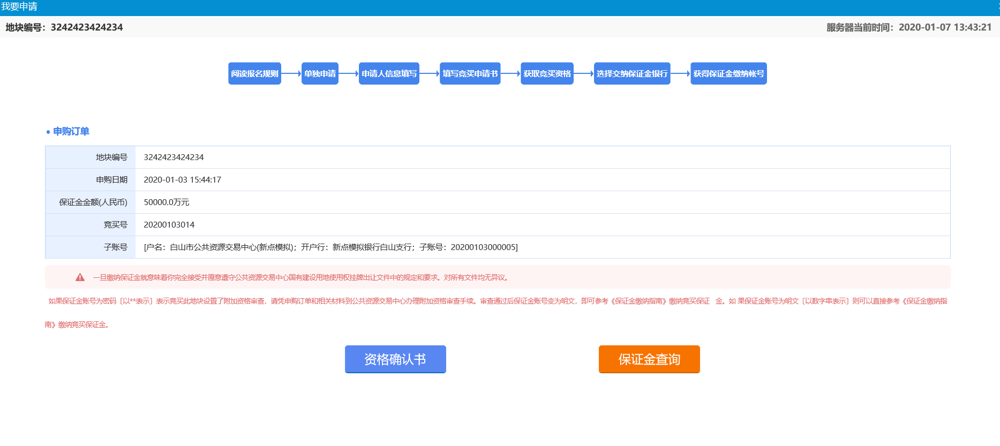 我要申请
地块编号：3242423424234
服务器当前时间：2020-01-07 13:43:21
阅读报名规则
单独申请
申请人信息填写
填写竞买申请书
获取竞买资格
选择交纳保证金银行
获得保证金缴纳帐号
申购订单
地块编号 3242423424234
申购日期 2020-01-03 15:44:17
保证金金额(人民币) 50000.0万元
竞买号 20200103014
子账号 [户名：白山市公共资源交易中心(新点模拟)；开户行：新点模拟银行白山支行；子账号：20200103000005]
一旦缴纳保证金就意味着你完全接受并愿意遵守公共资源交易中心国有建设用地使用权挂牌出让文件中的规定和要求。对所有文件均无异议。
如果保证金账号为密码〔以**表示〕表示竞买此地块设置了附加资格审查，请凭申购订单和相关材料到公共资源交易中心办理附加资格审查手续。审查通过后保证金账号变为明文，即可参考《保证金缴纳指南》缴纳竞买保证 金。如 果保证金账号为明文〔以数字串表示〕则可以直接参考《保证金缴纳指
南》缴纳竞买保证金。
资格确认书
保证金查询